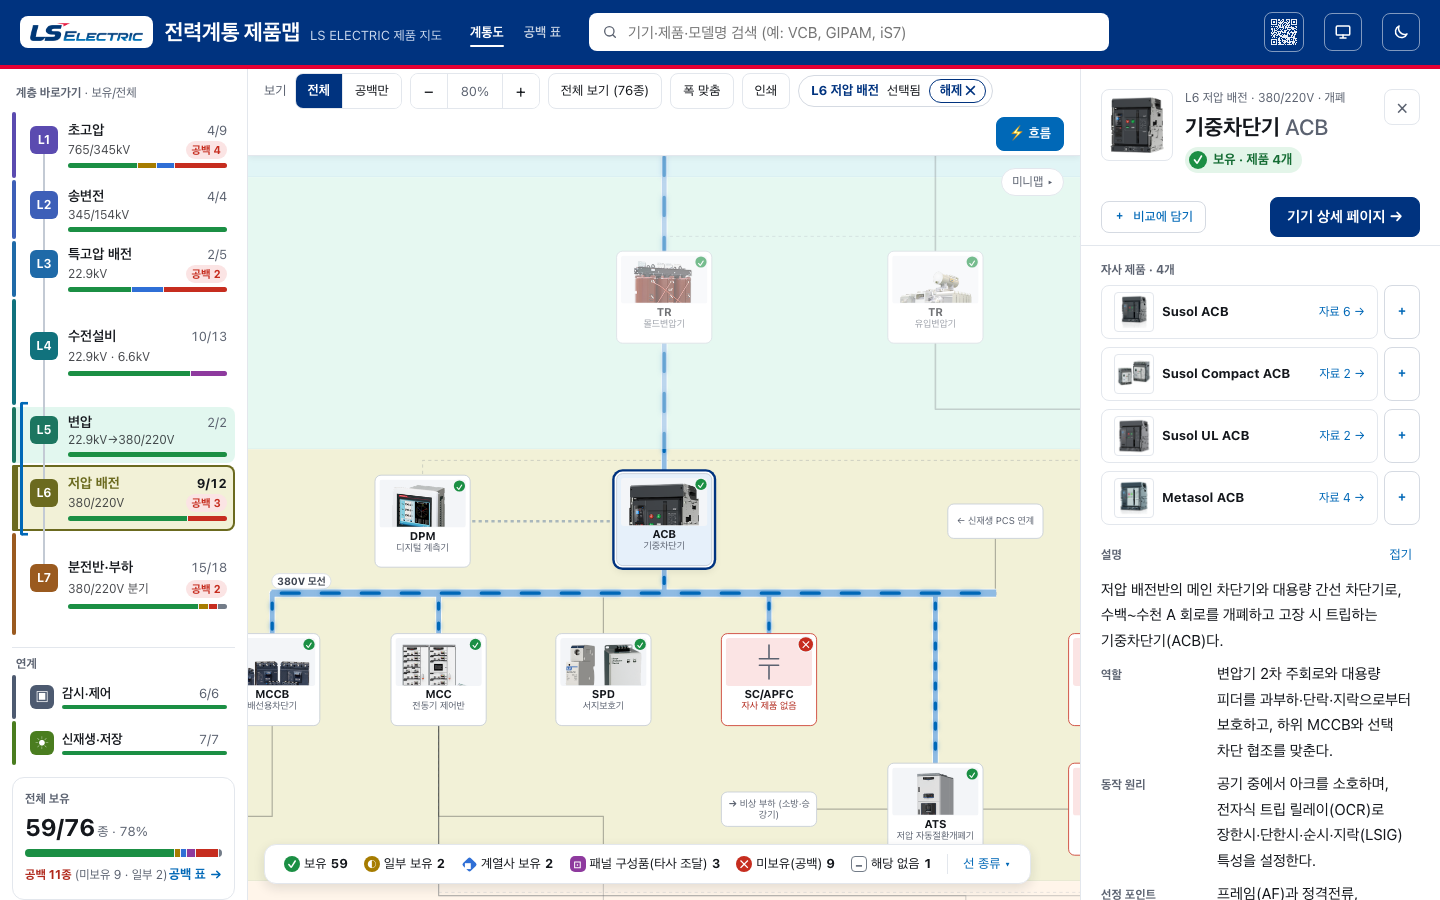 LS ELECTRIC
전력계통 제품맵
LS ELECTRIC 제품 지도
계통도
공백 표
기기·제품·모델명 검색 (예: VCB, GIPAM, iS7)
계층 바로가기 · 보유/전체
L1
초고압
4/9
765/345kV
공백 4
L2
송변전
4/4
345/154kV
L3
특고압 배전
2/5
22.9kV
공백 2
L4
수전설비
10/13
22.9kV · 6.6kV
L5
변압
2/2
22.9kV→380/220V
L6
저압 배전
9/12
380/220V
공백 3
L7
분전반·부하
15/18
380/220V 분기
공백 2
연계
감시·제어
6/6
신재생·저장
7/7
전체 보유
59/76종 · 78%
공백 11종 (미보유 9 · 일부 2)
공백 표 →
보기
전체
공백만
−
80%
+
전체 보기 (76종)
폭 맞춤
인쇄
L6 저압 배전 선택됨
해제 ✕
⚡ 흐름
미니맵 ▸
TR
몰드변압기
TR
유입변압기
DPM
디지털 계측기
ACB
기중차단기
← 신재생 PCS 연계
380V 모선
MCCB
배선용차단기
MCC
전동기 제어반
SPD
서지보호기
SC/APFC
자사 제품 없음
→ 비상 부하 (소방·승
강기)
ATS
저압 자동절환개폐기
보유 59
일부 보유 2
계열사 보유 2
패널 구성품(타사 조달) 3
미보유(공백) 9
해당 없음 1
선 종류 ▾
L6 저압 배전 · 380/220V · 개폐
기중차단기 ACB
보유 · 제품 4개
✕
+ 비교에 담기
기기 상세 페이지 →
자사 제품 · 4개
Susol ACB
자료 6 →
+
Susol Compact ACB
자료 2 →
+
Susol UL ACB
자료 2 →
+
Metasol ACB
자료 4 →
+
설명
접기
저압 배전반의 메인 차단기와 대용량 간선 차단기로,
수백~수천 A 회로를 개폐하고 고장 시 트립하는
기중차단기(ACB)다.
역할
변압기 2차 주회로와 대용량
피더를 과부하·단락·지락으로부터
보호하고, 하위 MCCB와 선택
차단 협조를 맞춘다.
동작 원리
공기 중에서 아크를 소호하며,
전자식 트립 릴레이(OCR)로
장한시·단한시·순시·지락(LSIG)
특성을 설정한다.
선정 포인트
프레임(AF)과 정격전류,